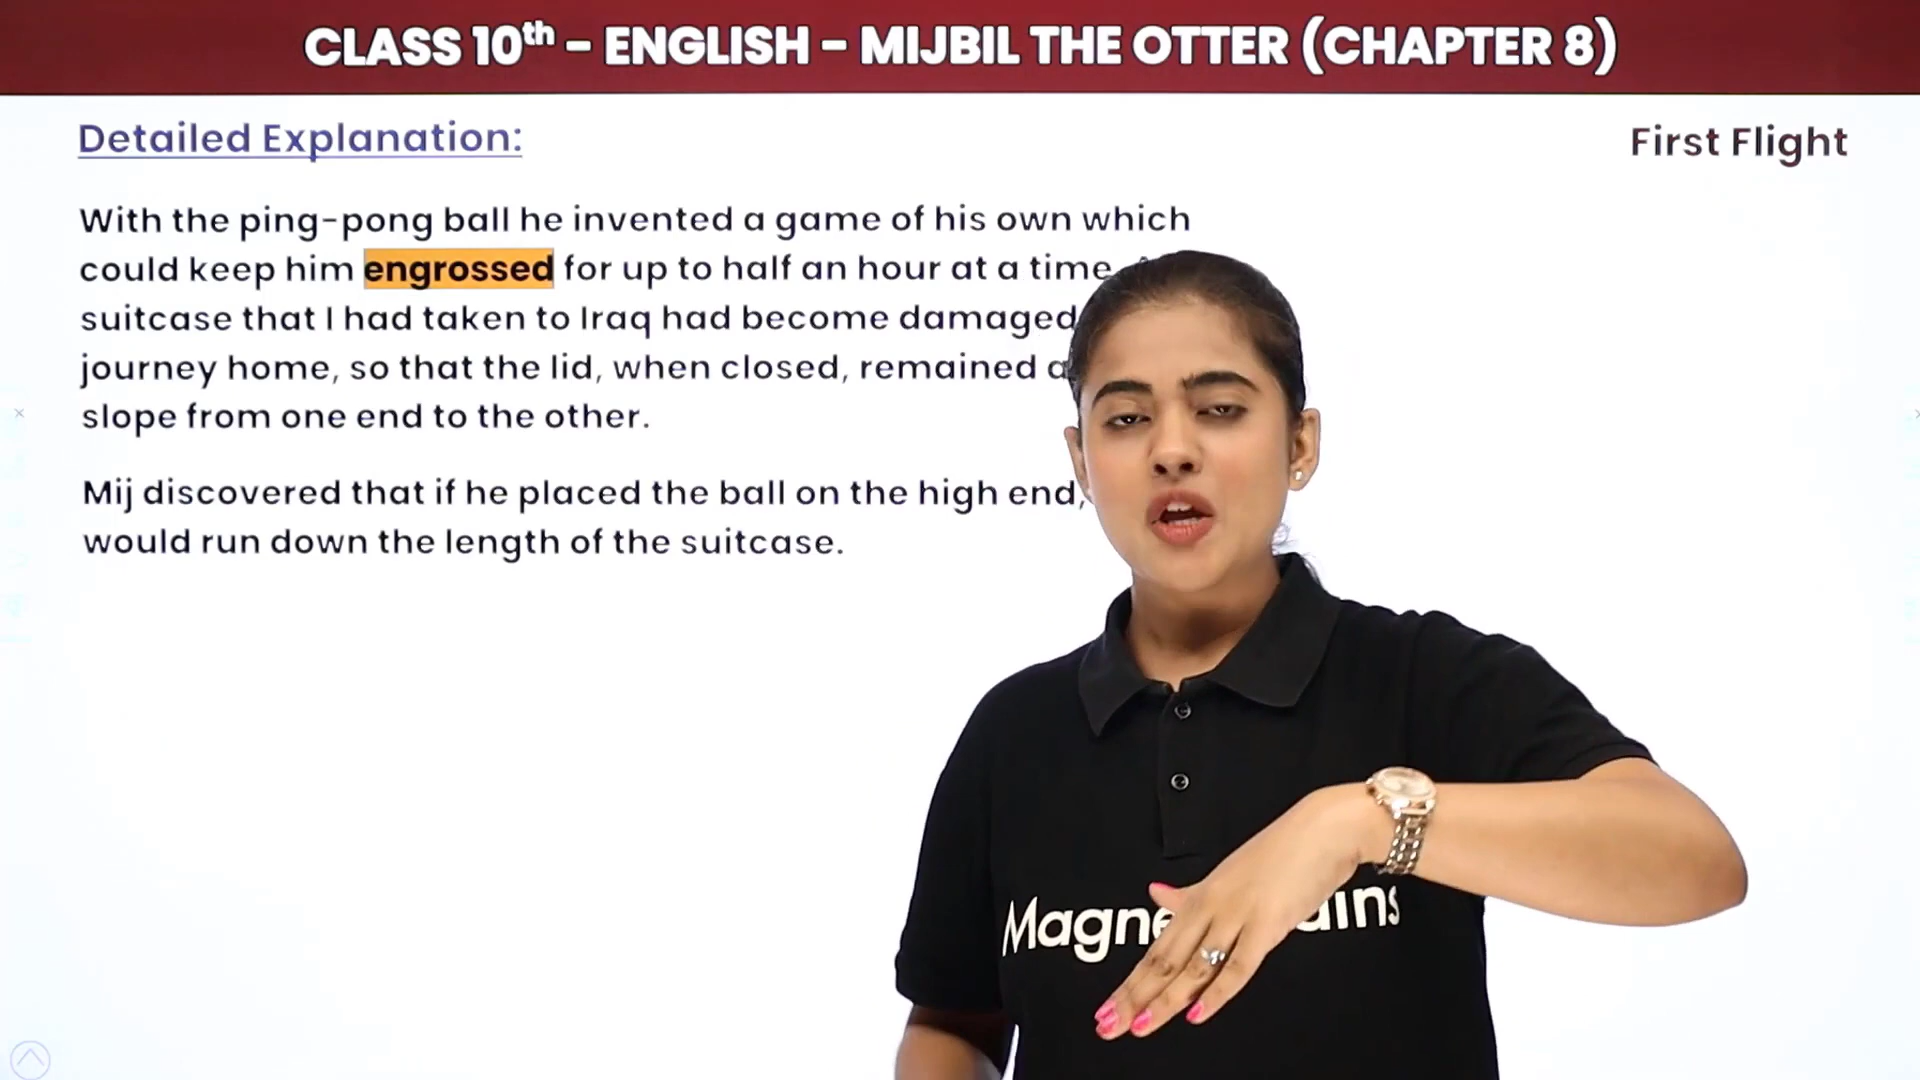 CLASS 10th – ENGLISH – MIJBIL THE OTTER (CHAPTER 8)
Detailed Explanation:
First Flight
With the ping-pong ball he invented a game of his own which
could keep him engrossed for up to half an hour at a time.
suitcase that I had taken to Iraq had become damaged
journey home, so that the lid, when closed, remained
slope from one end to the other.
Mij discovered that if he placed the ball on the high end,
would run down the length of the suitcase.